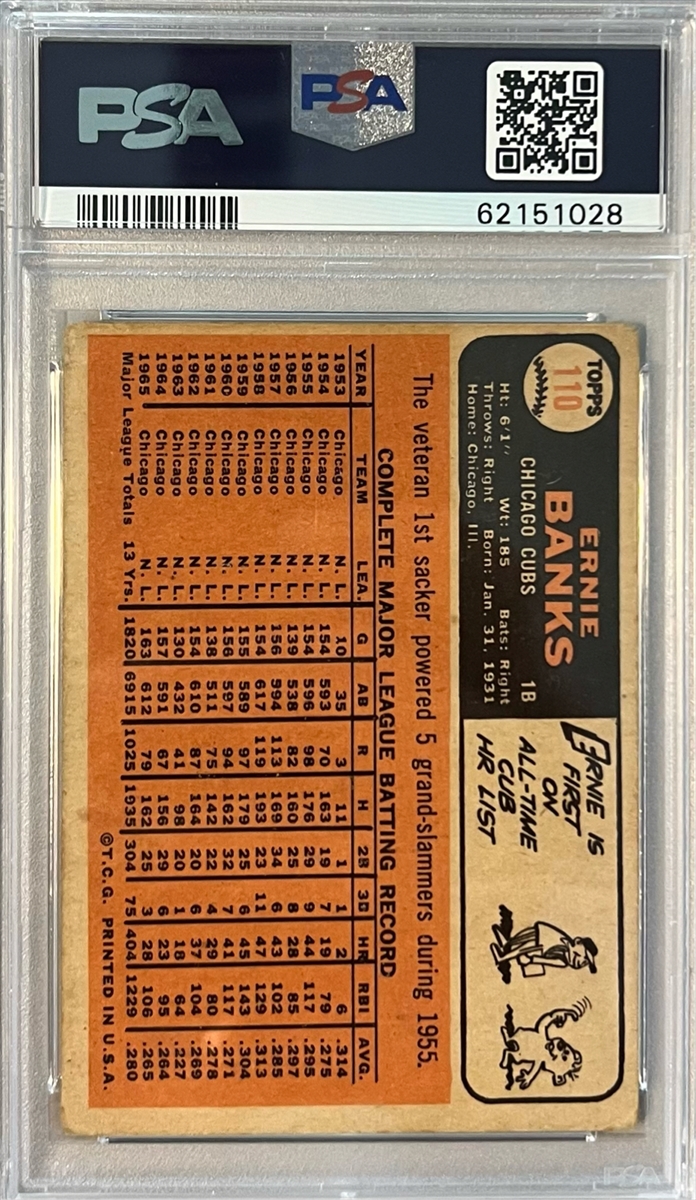 PSA
PSA
62151028
TOPPS
110
ERNIE
BANKS
CHICAGO CUBS 1B
Ht: 6'1" Wt: 185 Bats: Right
Throws: Right Born: Jan. 31, 1931
Home: Chicago, Ill.
ERNIE IS
FIRST
ON
ALL-TIME
CUB
HR LIST
The veteran 1st sacker powered 5 grand-slammers during 1955.
COMPLETE MAJOR LEAGUE BATTING RECORD
YEAR TEAM LEA. G AB R H 2B 3B HR RBI AVG.
1953 Chicago N. L. 10 35 3 11 1 1 2 6 .314
1954 Chicago N. L. 154 593 70 163 19 7 19 79 .275
1955 Chicago N. L. 154 596 98 176 29 9 44 117 .295
1956 Chicago N. L. 139 538 82 160 25 8 28 85 .297
1957 Chicago N. L. 156 594 113 169 34 6 43 102 .285
1958 Chicago N. L. 154 617 119 193 23 11 47 129 .313
1959 Chicago N. L. 155 589 97 179 25 6 45 143 .304
1960 Chicago N. L. 156 597 94 162 32 7 41 117 .271
1961 Chicago N. L. 138 511 75 142 22 4 29 80 .278
1962 Chicago N. L. 154 610 87 164 20 6 37 104 .269
1963 Chicago N. L. 130 432 41 98 20 1 18 64 .227
1964 Chicago N. L. 157 591 67 156 29 6 23 95 .264
1965 Chicago N. L. 163 612 79 162 25 3 28 106 .265
Major League Totals 13 Yrs. 1820 6915 1025 1935 304 75 404 1229 .280
©T.C.G. PRINTED IN U.S.A.
PSA